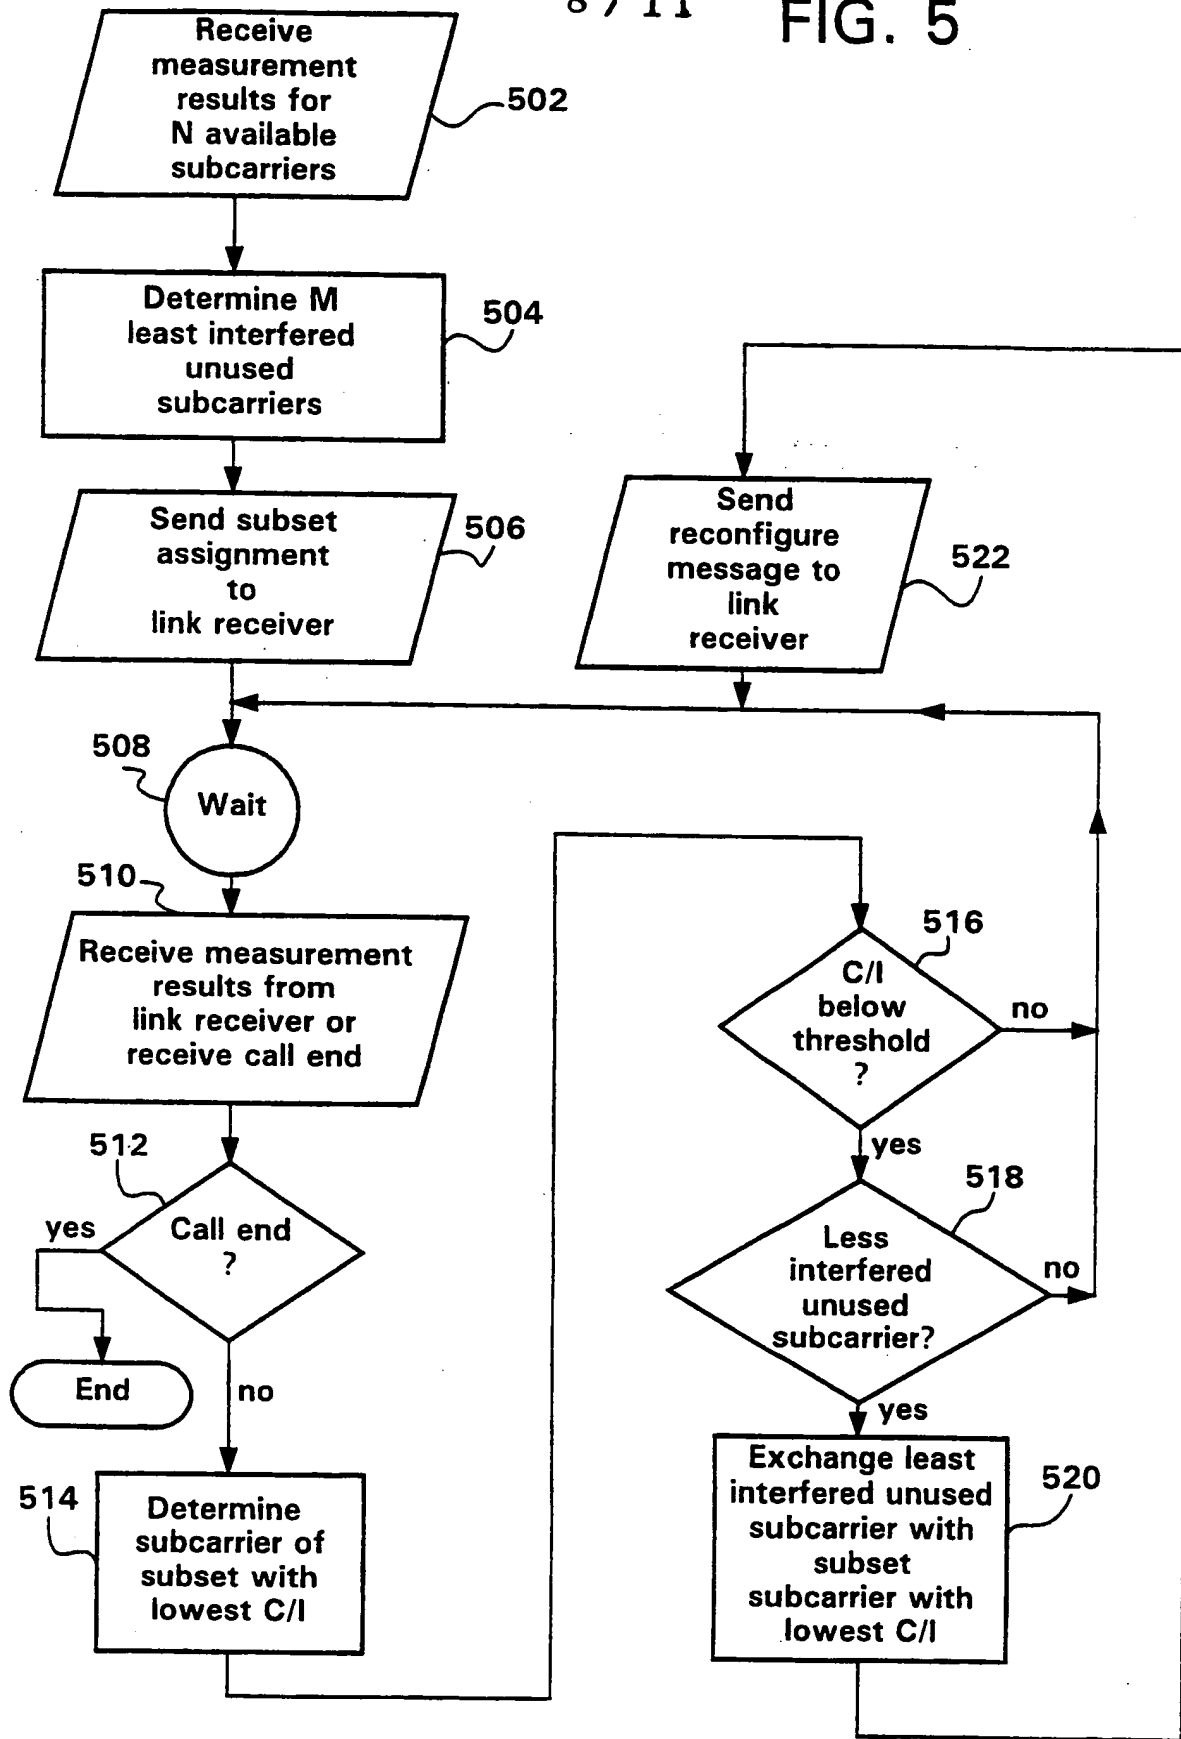 8 / 11
FIG. 5
Receive
measurement
results for
N available
subcarriers
502
Determine M
least interfered
unused
subcarriers
504
Send subset
assignment
to
link receiver
506
Send
reconfigure
message to
link
receiver
522
508
Wait
510
Receive measurement
results from
link receiver or
receive call end
512
yes
Call end
?
End
no
514
Determine
subcarrier of
subset with
lowest C/I
516
C/I
below
threshold
?
no
yes
518
Less
interfered
unused
subcarrier?
no
yes
Exchange least
interfered unused
subcarrier with
subset
subcarrier with
lowest C/I
520